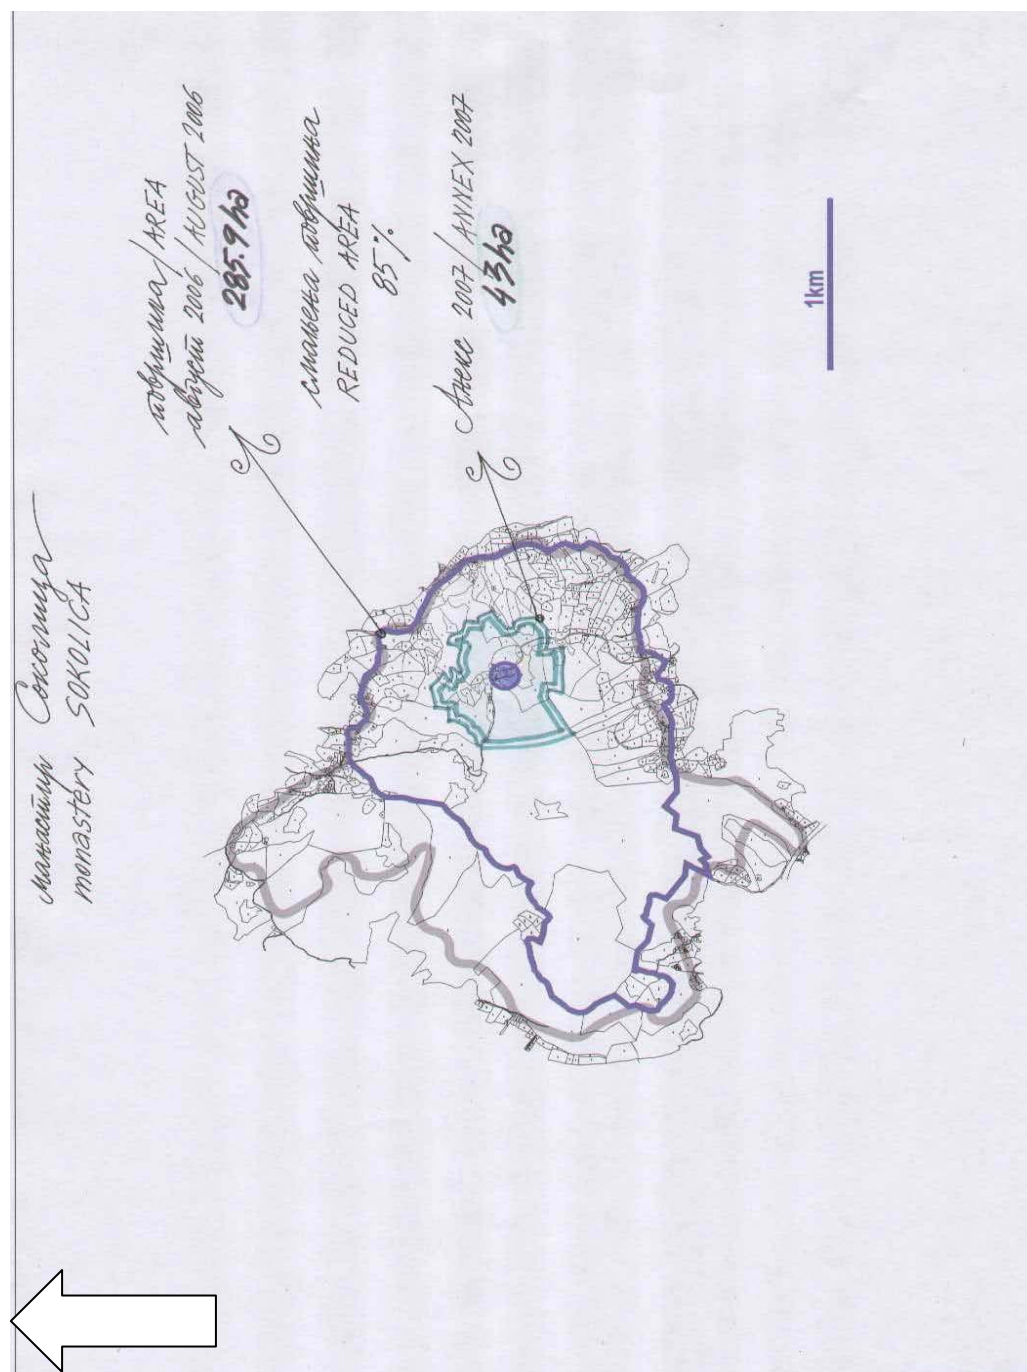 манастир Соколица
monastery SOKOLICA
површина/AREA
август 2006/AUGUST 2006
285.9ha
смањена површина
REDUCED AREA
85%
Анекс 2007/ANNEX 2007
43ha
1km